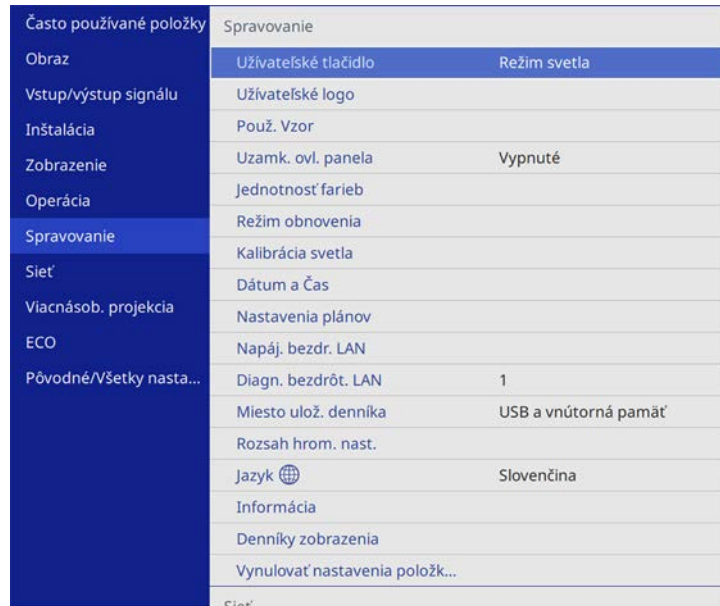 Často používané položky
Obraz
Vstup/výstup signálu
Inštalácia
Zobrazenie
Operácia
Spravovanie
Sieť
Viacnásob. projekcia
ECO
Pôvodné/Všetky nasta...
Spravovanie
Užívateľské tlačidlo Režim svetla
Užívateľské logo
Použ. Vzor
Uzamk. ovl. panela Vypnuté
Jednotnosť farieb
Režim obnovenia
Kalibrácia svetla
Dátum a Čas
Nastavenia plánov
Napáj. bezdr. LAN
Diagn. bezdrôt. LAN 1
Miesto ulož. denníka USB a vnútorná pamäť
Rozsah hrom. nast.
Jazyk Slovenčina
Informácia
Denníky zobrazenia
Vynulovať nastavenia položk...
Sieť